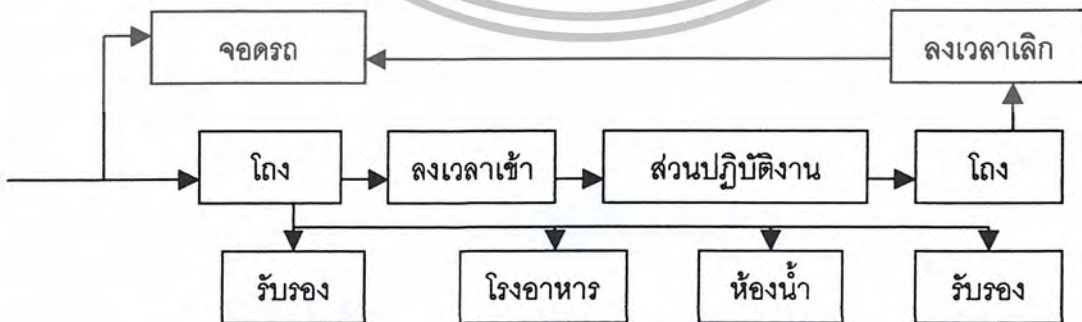 จอดรถ
ลงเวลาเลิก
โถง
ลงเวลาเข้า
ส่วนปฏิบัติงาน
โถง
รับรอง
โรงอาหาร
ห้องน้ำ
รับรอง